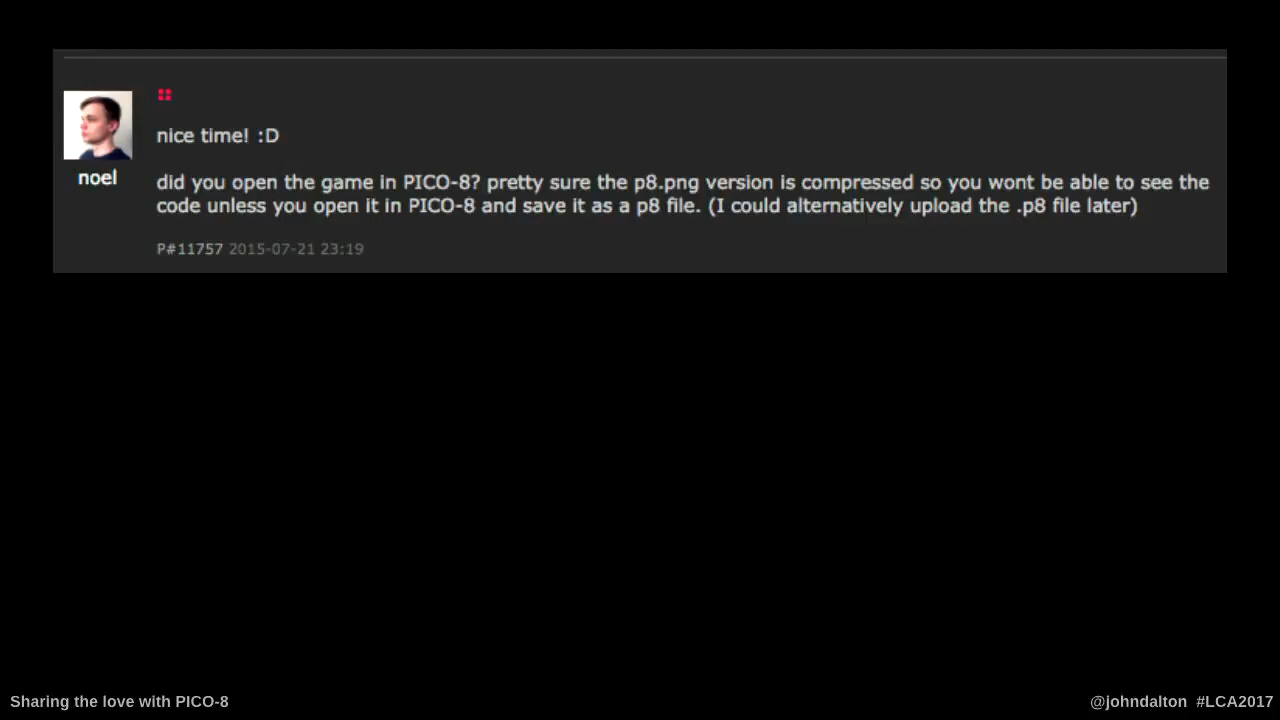 nice time! :D
noel
did you open the game in PICO-8? pretty sure the p8.png version is compressed so you wont be able to see the
code unless you open it in PICO-8 and save it as a p8 file. (I could alternatively upload the .p8 file later)
P#11757 2015-07-21 23:19
Sharing the love with PICO-8
@johndalton #LCA2017